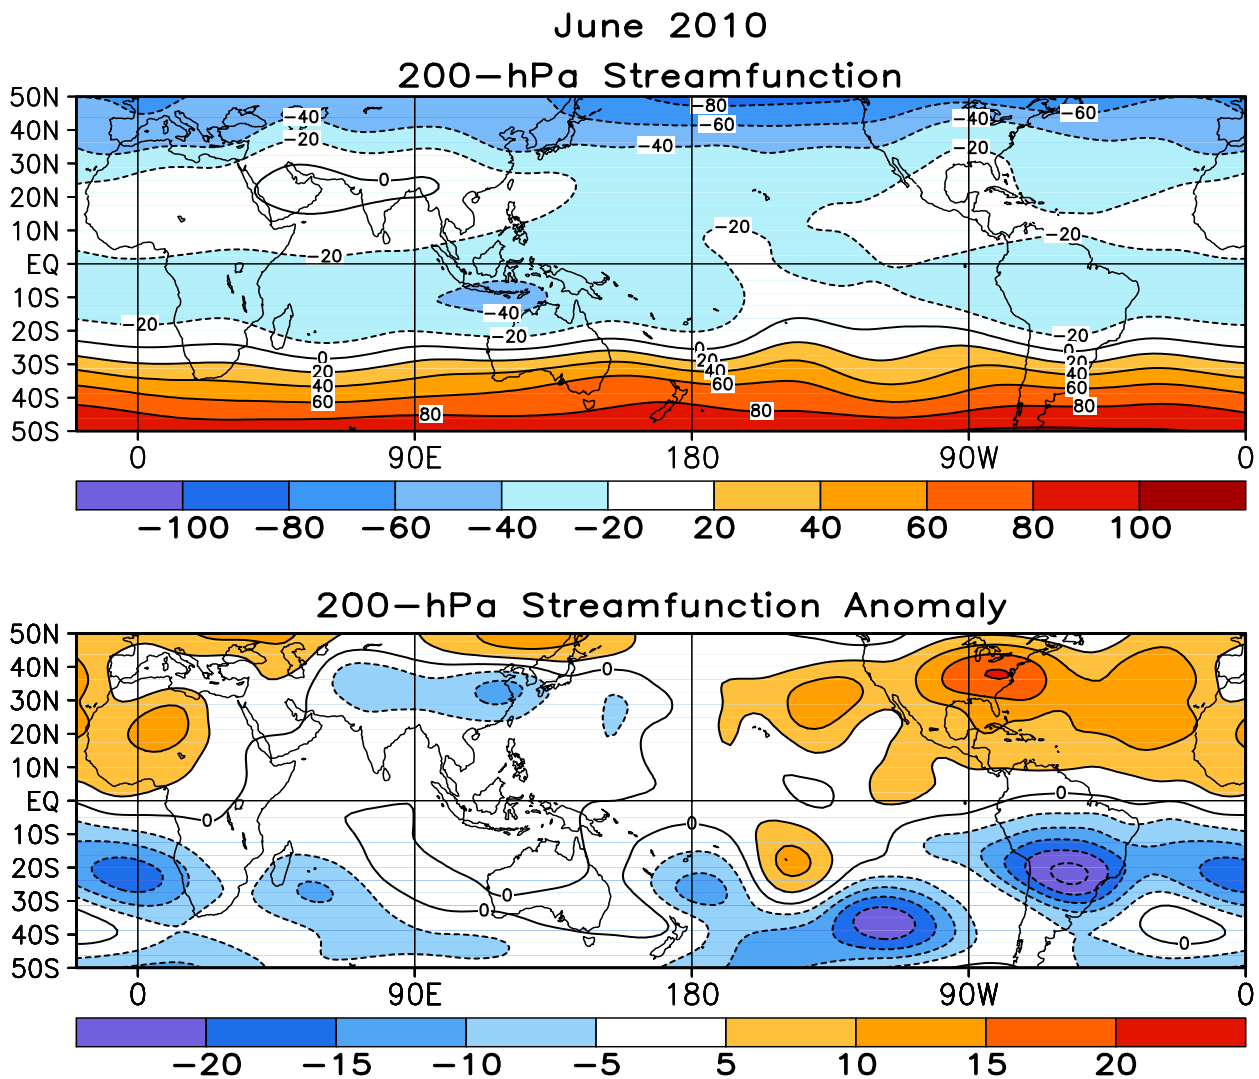 June 2010
200-hPa Streamfunction
50N
40N
30N
20N
10N
EQ
10S
20S
30S
40S
50S
-40
-20
0
-20
-20
-40
-20
0
20
40
60
80
-80
-60
-40
-20
0
20
40
60
80
-40
-60
-20
-20
-20
0
20
40
60
80
0 90E 180 90W 0
-100 -80 -60 -40 -20 20 40 60 80 100
200-hPa Streamfunction Anomaly
50N
40N
30N
20N
10N
EQ
10S
20S
30S
40S
50S
0
0
0
0
0
0
0
0 90E 180 90W 0
-20 -15 -10 -5 5 10 15 20